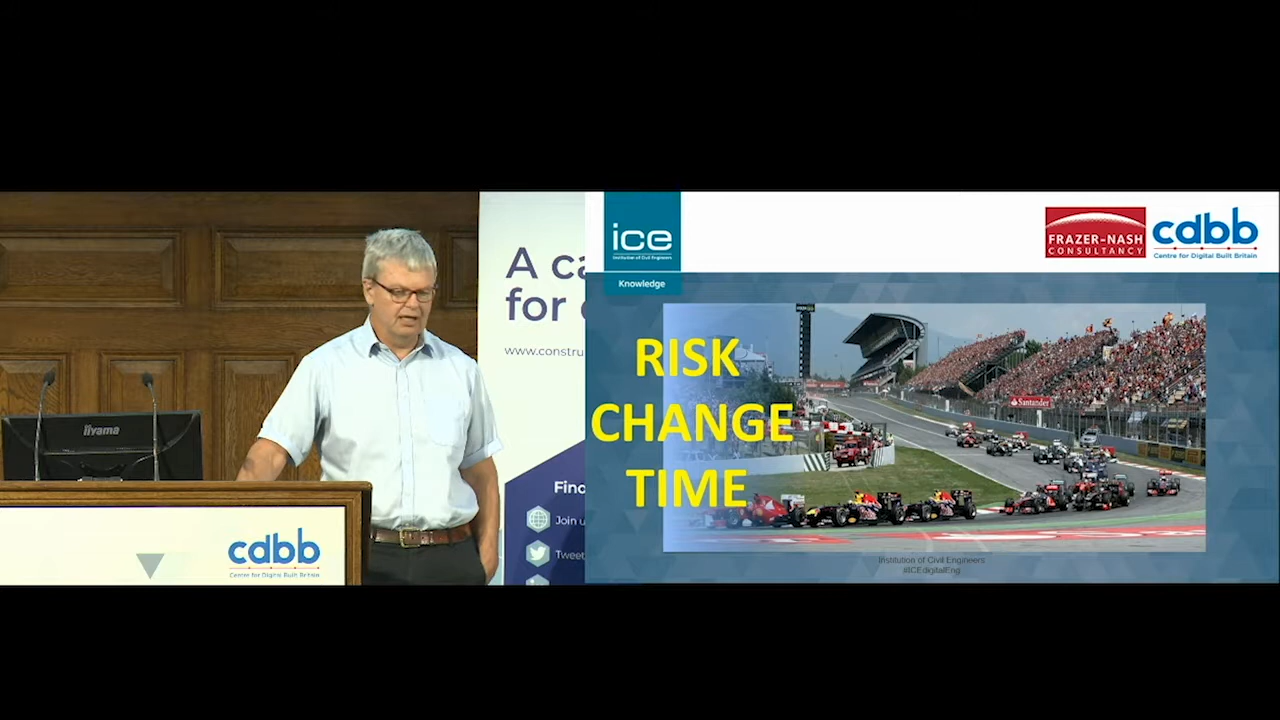 iiyama
cdbb
Centre for Digital Built Britain
A ca
for
www.constru
Find
Join u
Tweet
ice
Institution of Civil Engineers
Knowledge
FRAZER-NASH
CONSULTANCY
cdbb
Centre for Digital Built Britain
RISK
CHANGE
TIME
Santander
Institution of Civil Engineers
#ICEdigitalEng